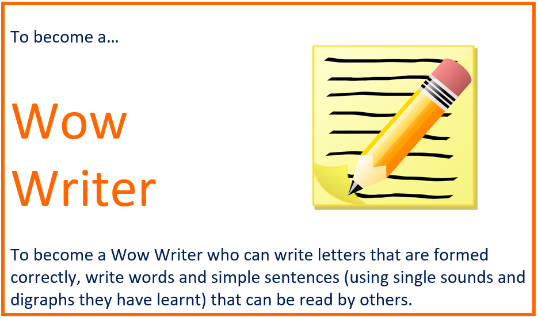 To become a...
Wow
Writer
To become a Wow Writer who can write letters that are formed
correctly, write words and simple sentences (using single sounds and
digraphs they have learnt) that can be read by others.